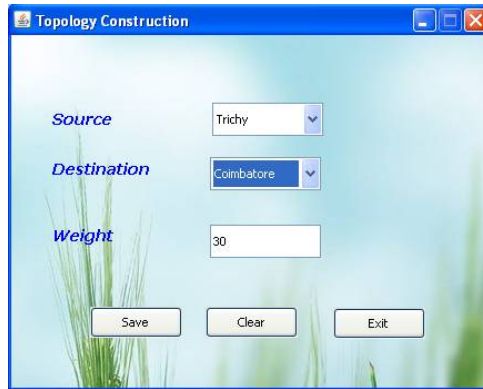 Topology Construction
Source Trichy
Destination Coimbatore
Weight 30
Save Clear Exit